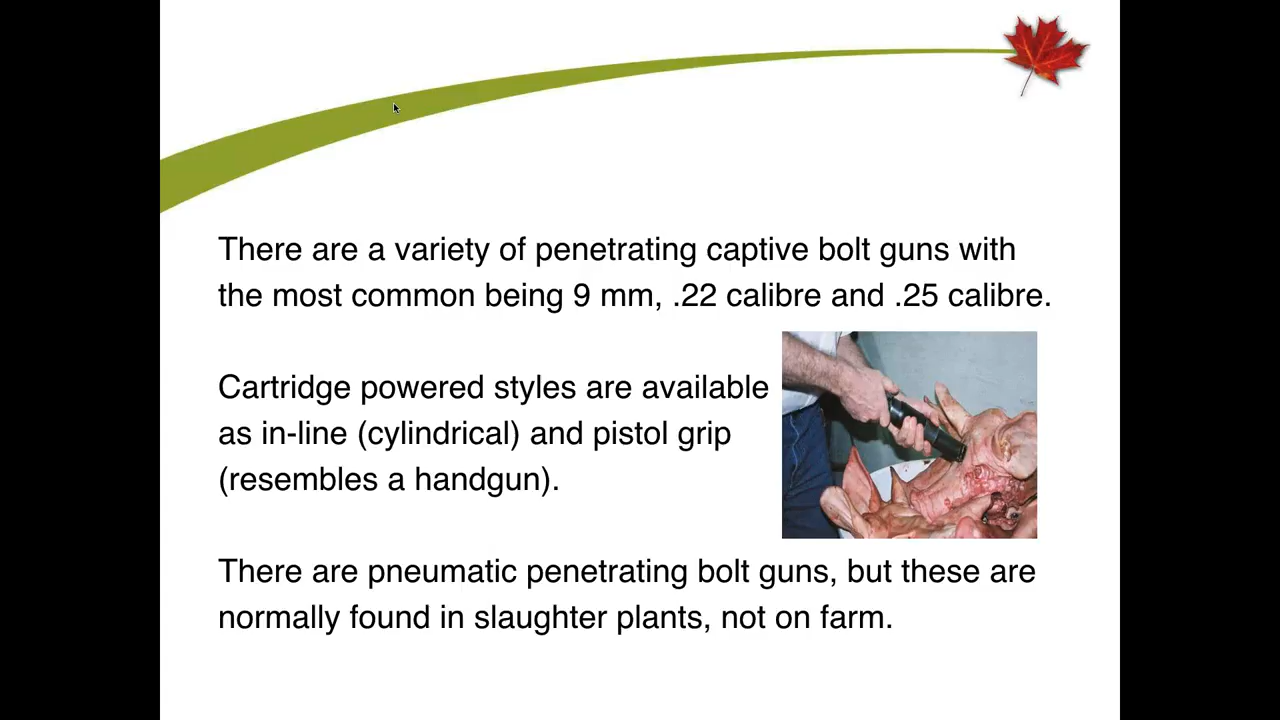 There are a variety of penetrating captive bolt guns with
the most common being 9 mm, .22 calibre and .25 calibre.
Cartridge powered styles are available
as in-line (cylindrical) and pistol grip
(resembles a handgun).
There are pneumatic penetrating bolt guns, but these are
normally found in slaughter plants, not on farm.